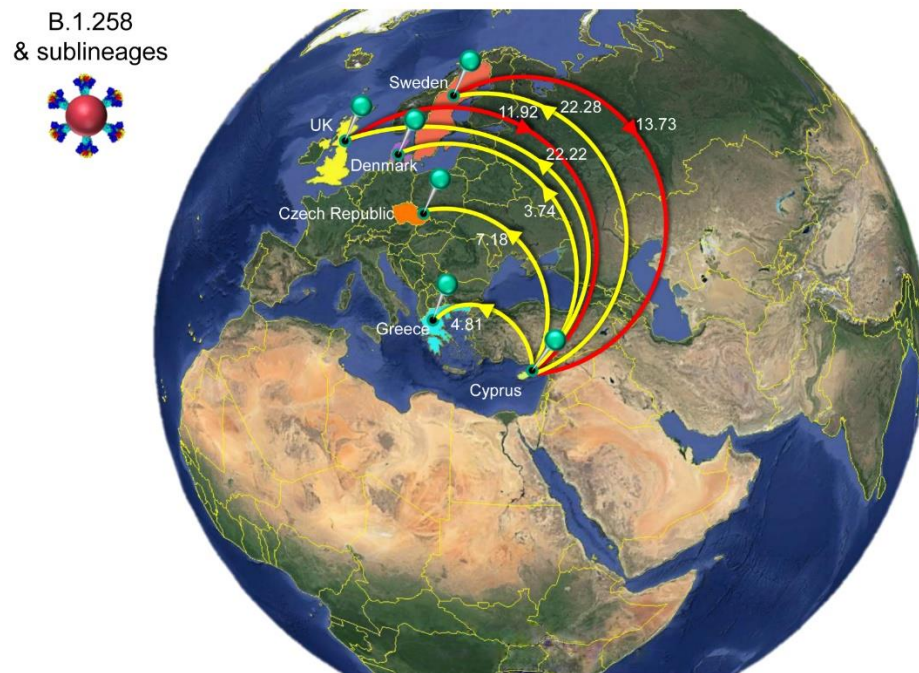 B.1.258
& sublineages
Sweden
22.28
11.92
13.73
UK
22.22
Denmark
3.74
Czech Republic
7.18
Greece
4.81
Cyprus